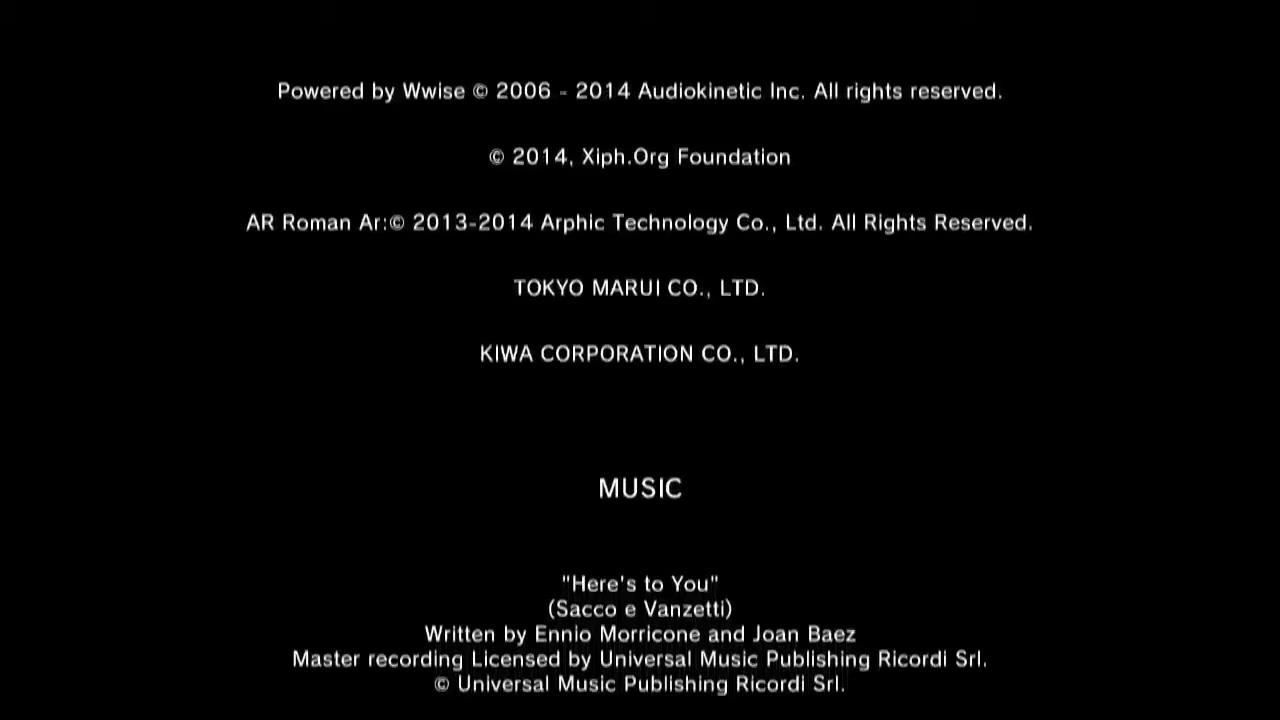 Powered by Wwise © 2006 - 2014 Audiokinetic Inc. All rights reserved.
© 2014, Xiph.Org Foundation
AR Roman Ar:© 2013-2014 Arphic Technology Co., Ltd. All Rights Reserved.
TOKYO MARUI CO., LTD.
KIWA CORPORATION CO., LTD.
MUSIC
"Here's to You"
(Sacco e Vanzetti)
Written by Ennio Morricone and Joan Baez
Master recording Licensed by Universal Music Publishing Ricordi Srl.
© Universal Music Publishing Ricordi Srl.